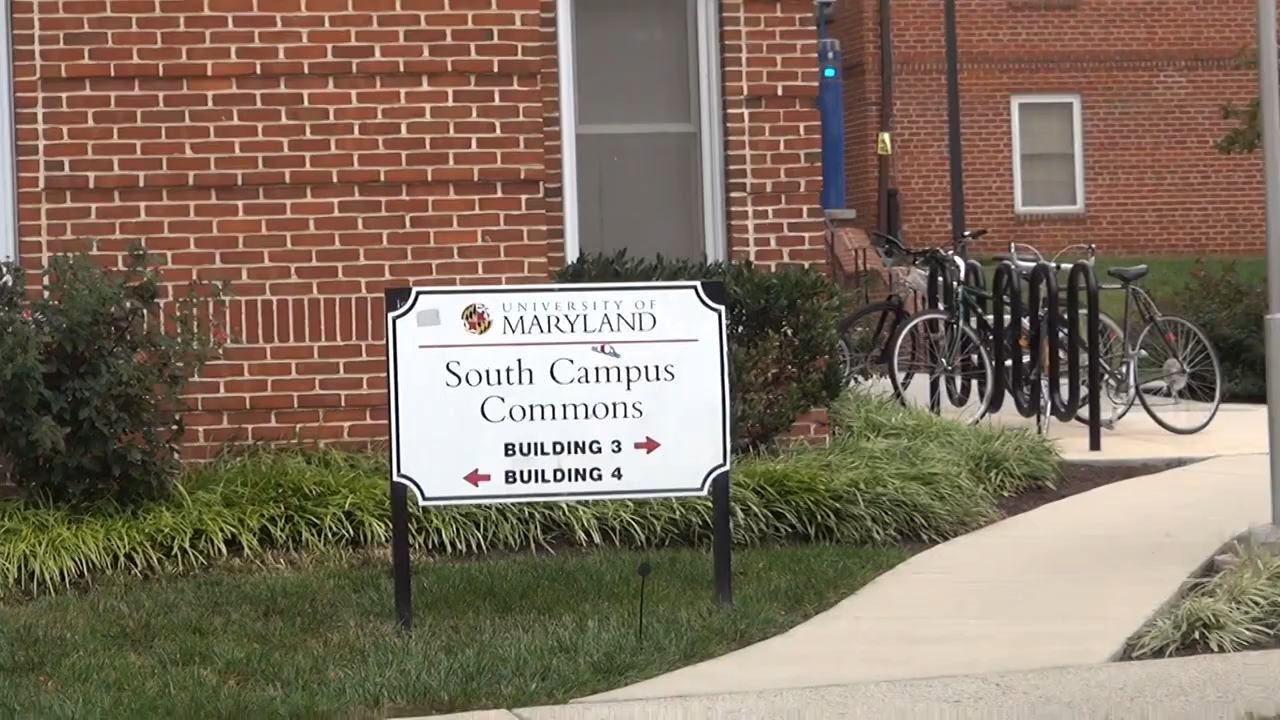 UNIVERSITY OF
MARYLAND
South Campus
Commons
BUILDING 3
BUILDING 4